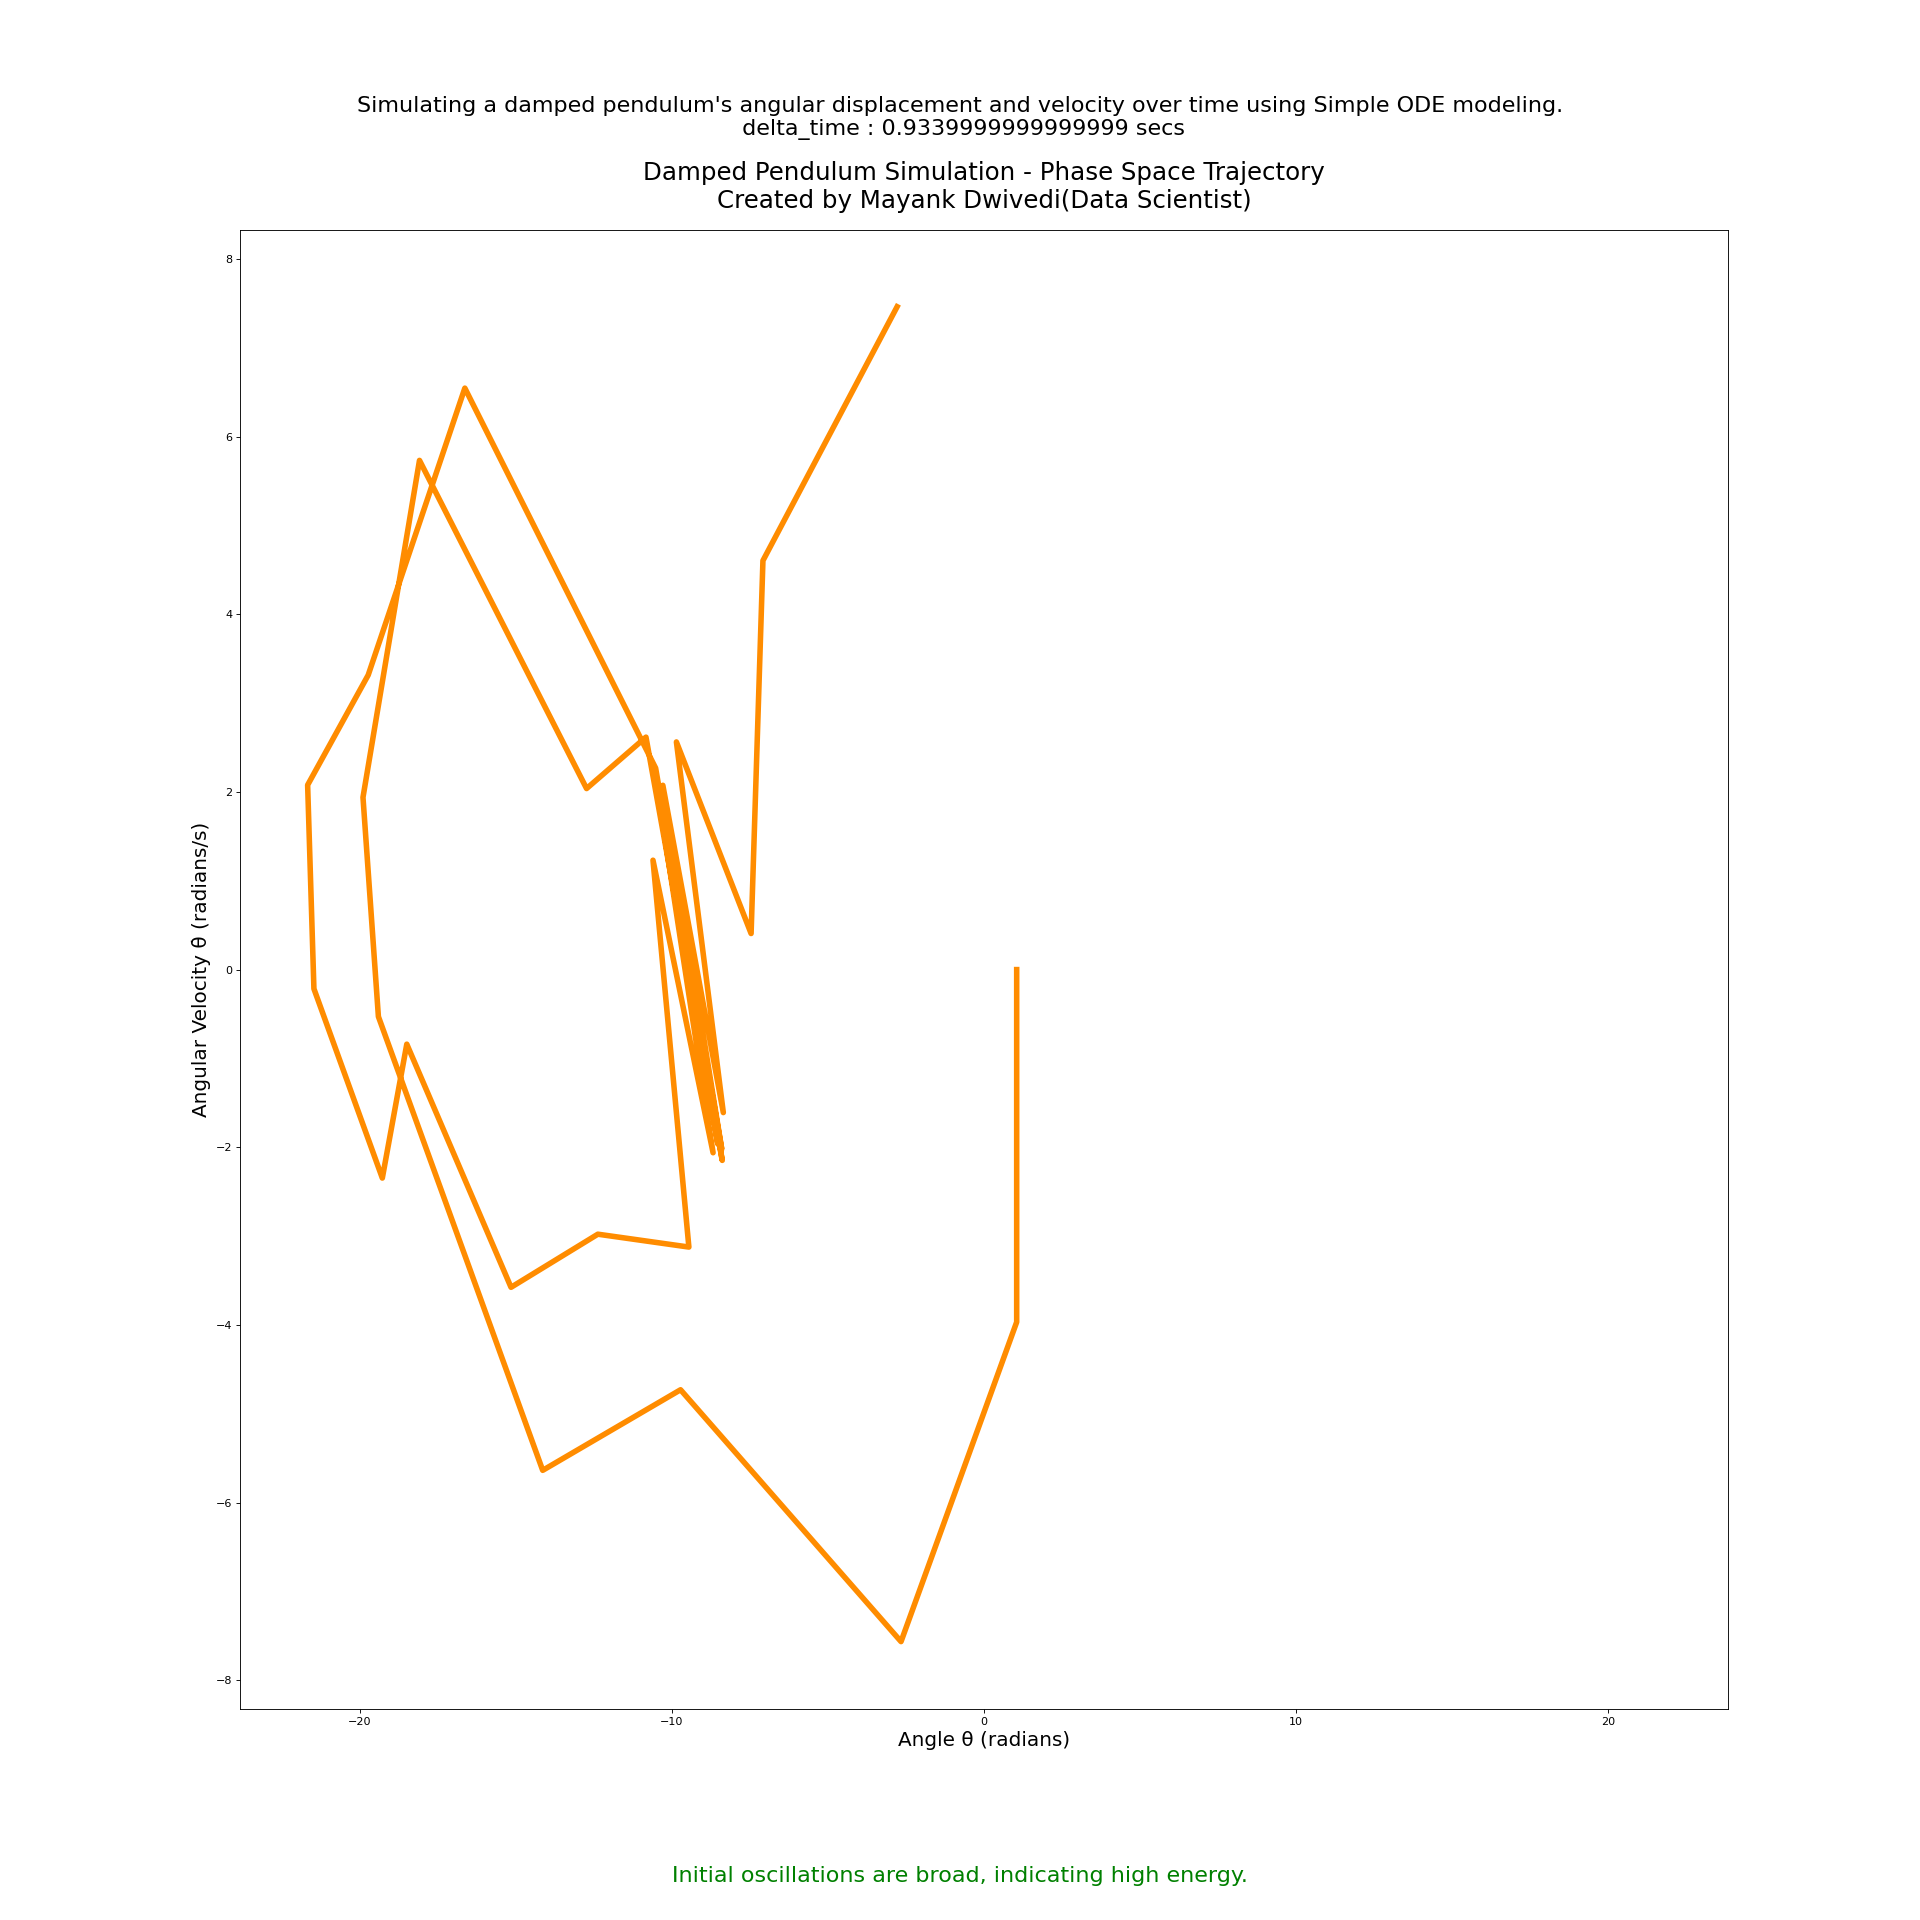 Simulating a damped pendulum's angular displacement and velocity over time using Simple ODE modeling.
delta_time : 0.9339999999999999 secs
Damped Pendulum Simulation - Phase Space Trajectory
Created by Mayank Dwivedi(Data Scientist)
8
6
4
2
0
−2
−4
−6
−8
Angular Velocity θ (radians/s)
−20
−10
0
10
20
Angle θ (radians)
Initial oscillations are broad, indicating high energy.